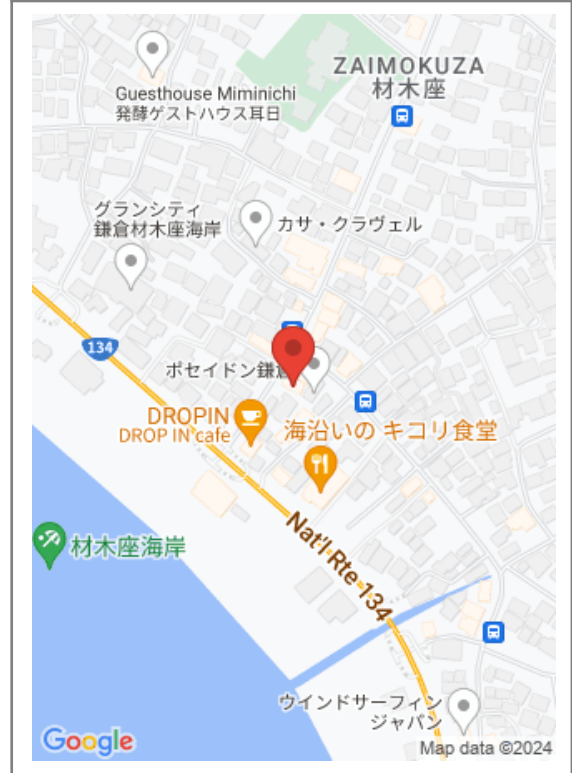 ZAIMOKUZA
材木座
Guesthouse Miminichi
発酵ゲストハウス耳日
グランシティ
鎌倉材木座海岸
カサ・クラヴェル
134
ポセイドン鎌倉
DROPIN
DROP IN cafe
海沿いの キコリ食堂
Nat'l Rte 134
材木座海岸
ウインドサーフィン
ジャパン
Google
Map data ©2024